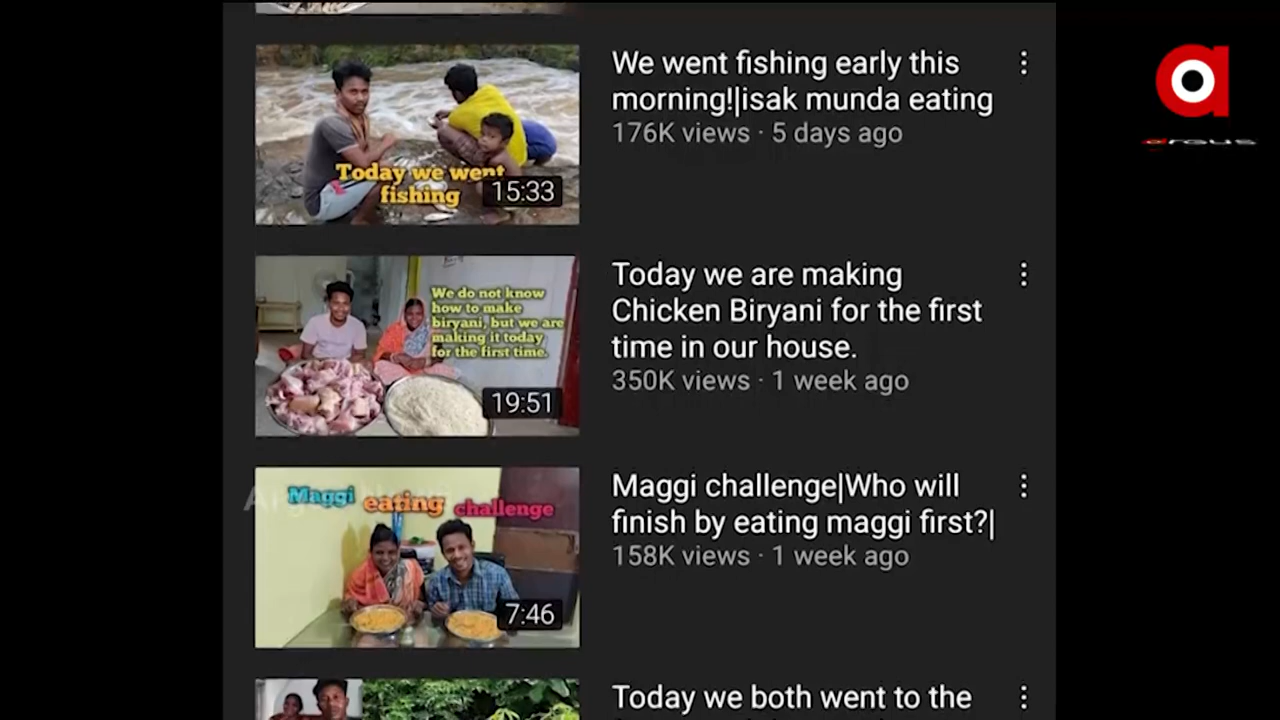 argus
We went fishing early this
morning!|isak munda eating
176K views · 5 days ago
Today we went
fishing
15:33
Today we are making
Chicken Biryani for the first
time in our house.
350K views · 1 week ago
We do not know
how to make
biryani, but we are
making it today
for the first time.
19:51
Maggi challenge|Who will
finish by eating maggi first?|
158K views · 1 week ago
Maggi eating challenge
7:46
Today we both went to the